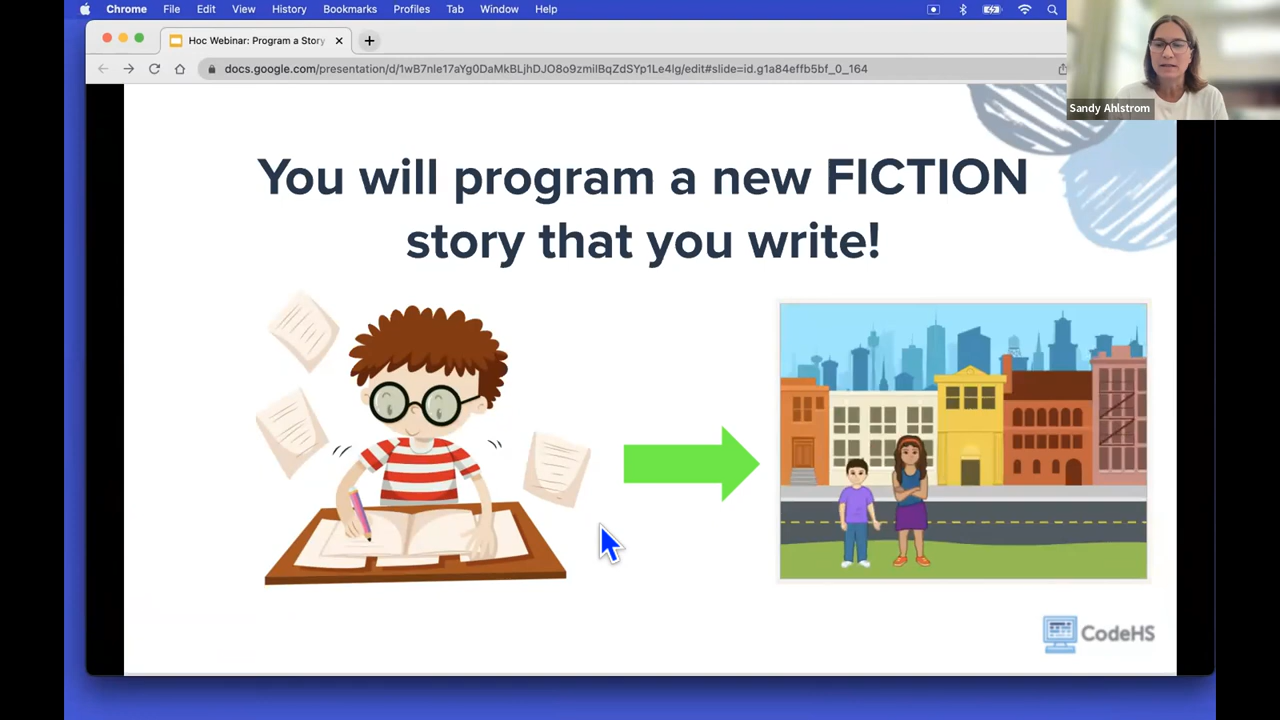 Chrome File Edit View History Bookmarks Profiles Tab Window Help
Hoc Webinar: Program a Story
docs.google.com/presentation/d/1wB7nIe17aYg0DaMkBLjhDJO8o9zmiIBqZdSYp1Le4Ig/edit#slide=id.g1a84effb5bf_0_164
Sandy Ahlstrom
You will program a new FICTION
story that you write!
CodeHS